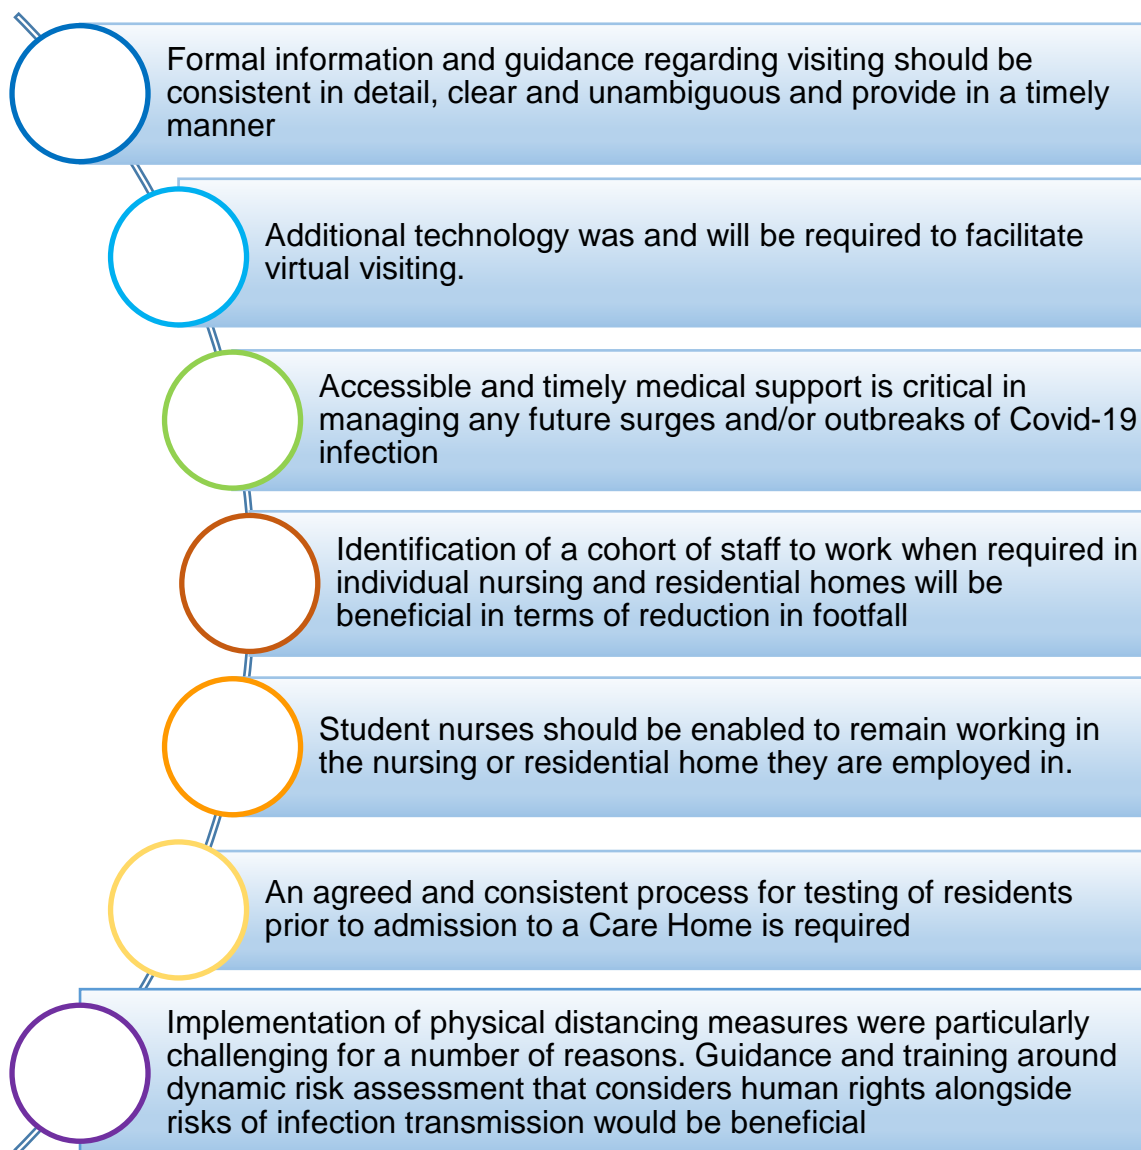 Formal information and guidance regarding visiting should be
consistent in detail, clear and unambiguous and provide in a timely
manner
Additional technology was and will be required to facilitate
virtual visiting.
Accessible and timely medical support is critical in
managing any future surges and/or outbreaks of Covid-19
infection
Identification of a cohort of staff to work when required in
individual nursing and residential homes will be
beneficial in terms of reduction in footfall
Student nurses should be enabled to remain working in
the nursing or residential home they are employed in.
An agreed and consistent process for testing of residents
prior to admission to a Care Home is required
Implementation of physical distancing measures were particularly
challenging for a number of reasons. Guidance and training around
dynamic risk assessment that considers human rights alongside
risks of infection transmission would be beneficial